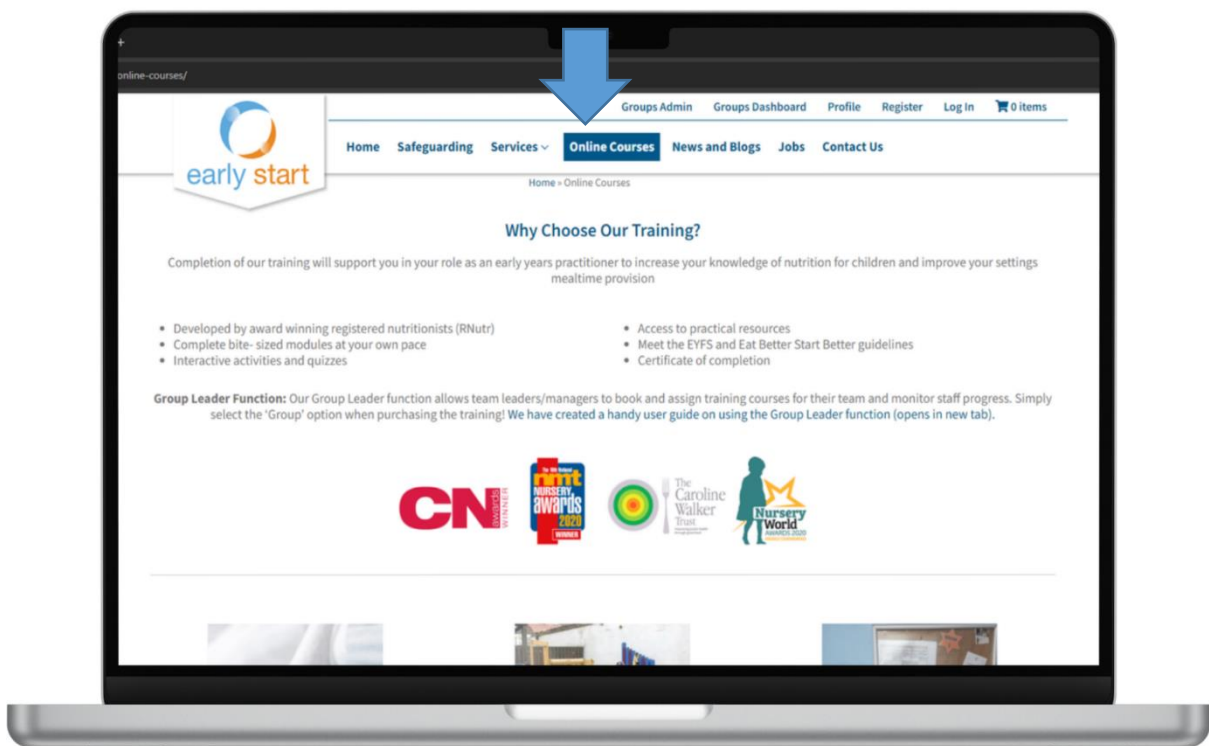 +
online-courses/
Groups Admin Groups Dashboard Profile Register Log In 0 items
early start
Home Safeguarding Services Online Courses News and Blogs Jobs Contact Us
Home » Online Courses
Why Choose Our Training?
Completion of our training will support you in your role as an early years practitioner to increase your knowledge of nutrition for children and improve your settings
mealtime provision
• Developed by award winning registered nutritionists (RNutr)
• Complete bite- sized modules at your own pace
• Interactive activities and quizzes
• Access to practical resources
• Meet the EYFS and Eat Better Start Better guidelines
• Certificate of completion
Group Leader Function: Our Group Leader function allows team leaders/managers to book and assign training courses for their team and monitor staff progress. Simply
select the 'Group' option when purchasing the training! We have created a handy user guide on using the Group Leader function (opens in new tab).
CN
awards
WINNER
nmt
NURSERY
awards
2020
WINNER
The
Caroline
Walker
Trust
Nursery
World
AWARDS 2020